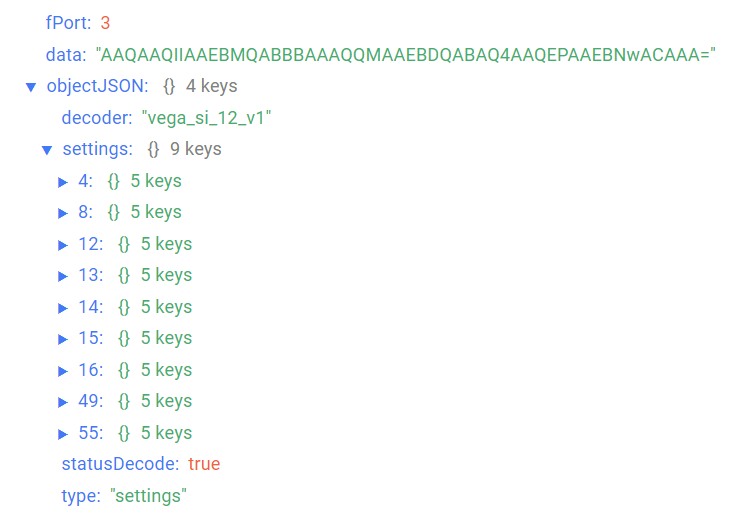 fPort: 3
data: "AAQAAQIIAAEBMQABBBAAAQQMAAEBDQABAQ4AAQEPAAEBNwACAAA="
▼ objectJSON: {} 4 keys
decoder: "vega_si_12_v1"
▼ settings: {} 9 keys
▶ 4: {} 5 keys
▶ 8: {} 5 keys
▶ 12: {} 5 keys
▶ 13: {} 5 keys
▶ 14: {} 5 keys
▶ 15: {} 5 keys
▶ 16: {} 5 keys
▶ 49: {} 5 keys
▶ 55: {} 5 keys
statusDecode: true
type: "settings"